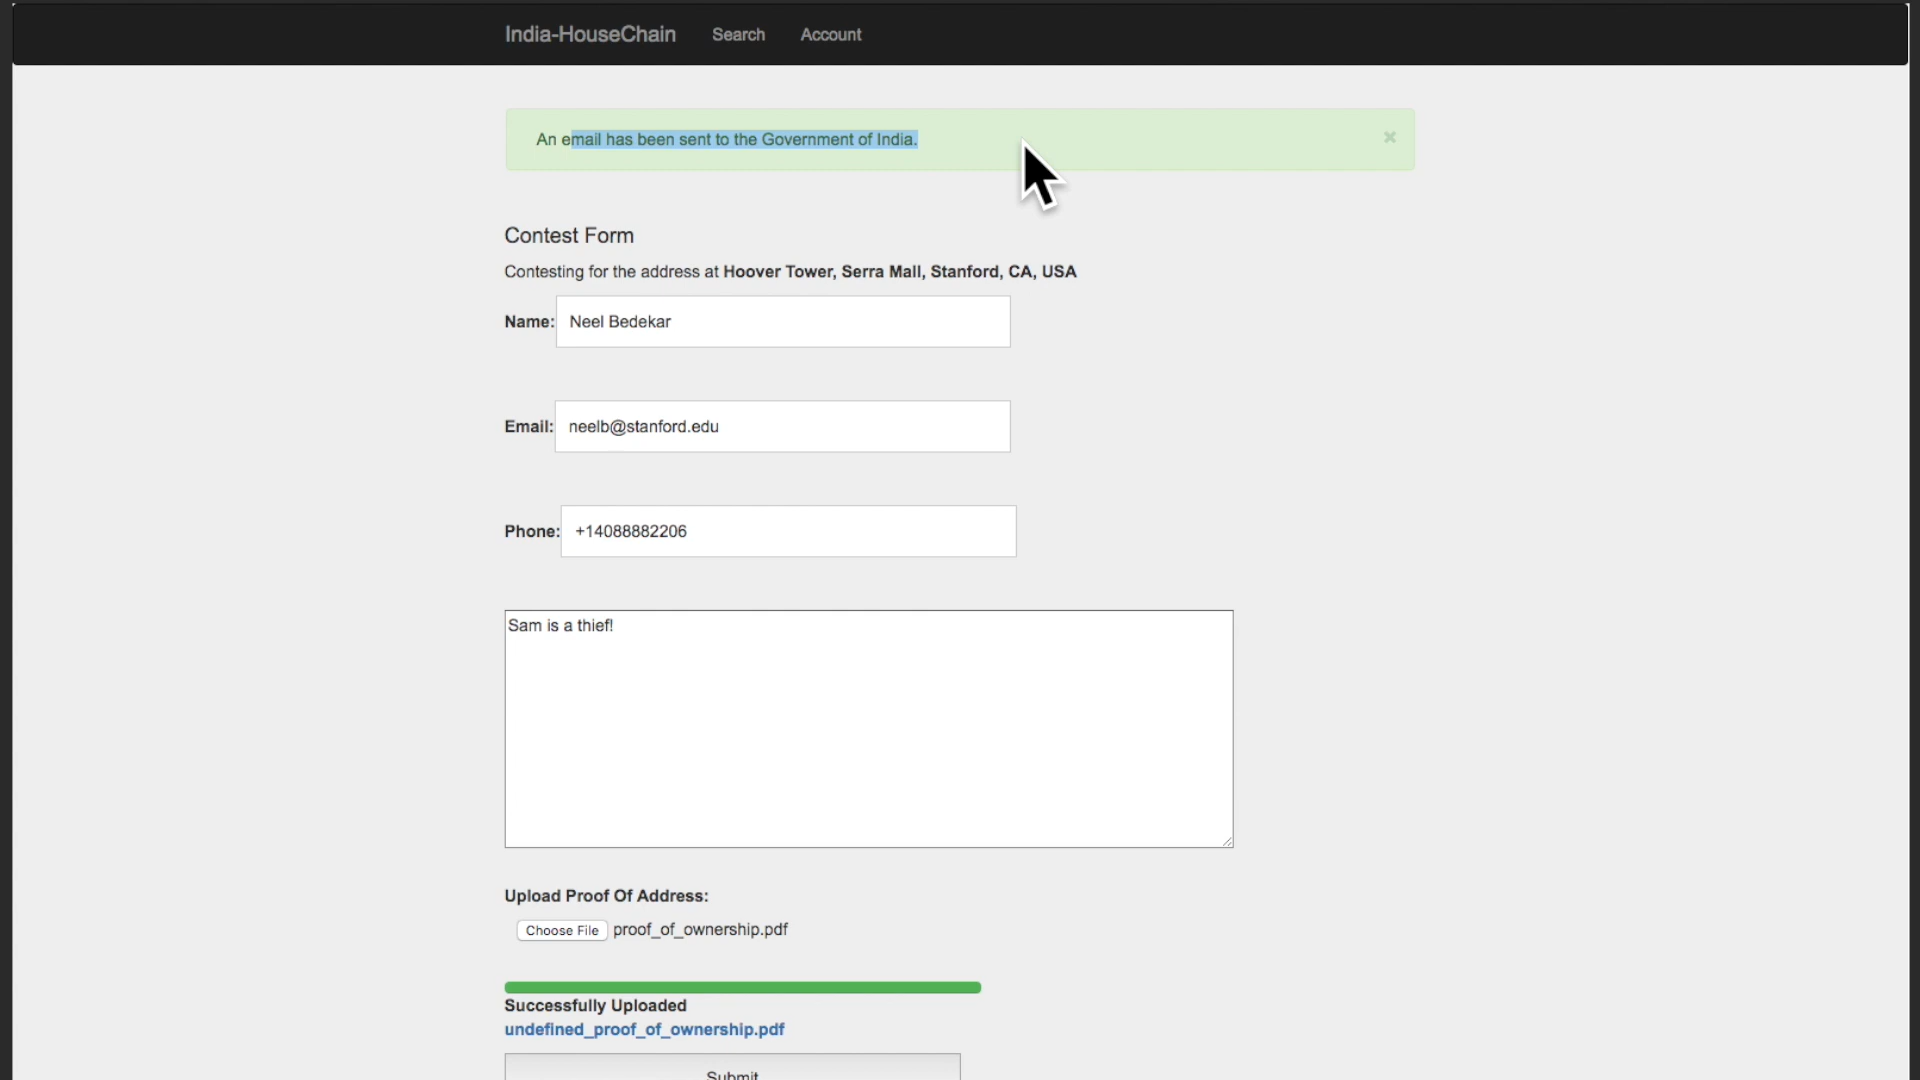 India-HouseChain Search Account
An email has been sent to the Government of India. ×
Contest Form
Contesting for the address at Hoover Tower, Serra Mall, Stanford, CA, USA
Name: Neel Bedekar
Email: neelb@stanford.edu
Phone: +14088882206
Sam is a thief!
Upload Proof Of Address:
Choose File proof_of_ownership.pdf
Successfully Uploaded
undefined_proof_of_ownership.pdf
Submit